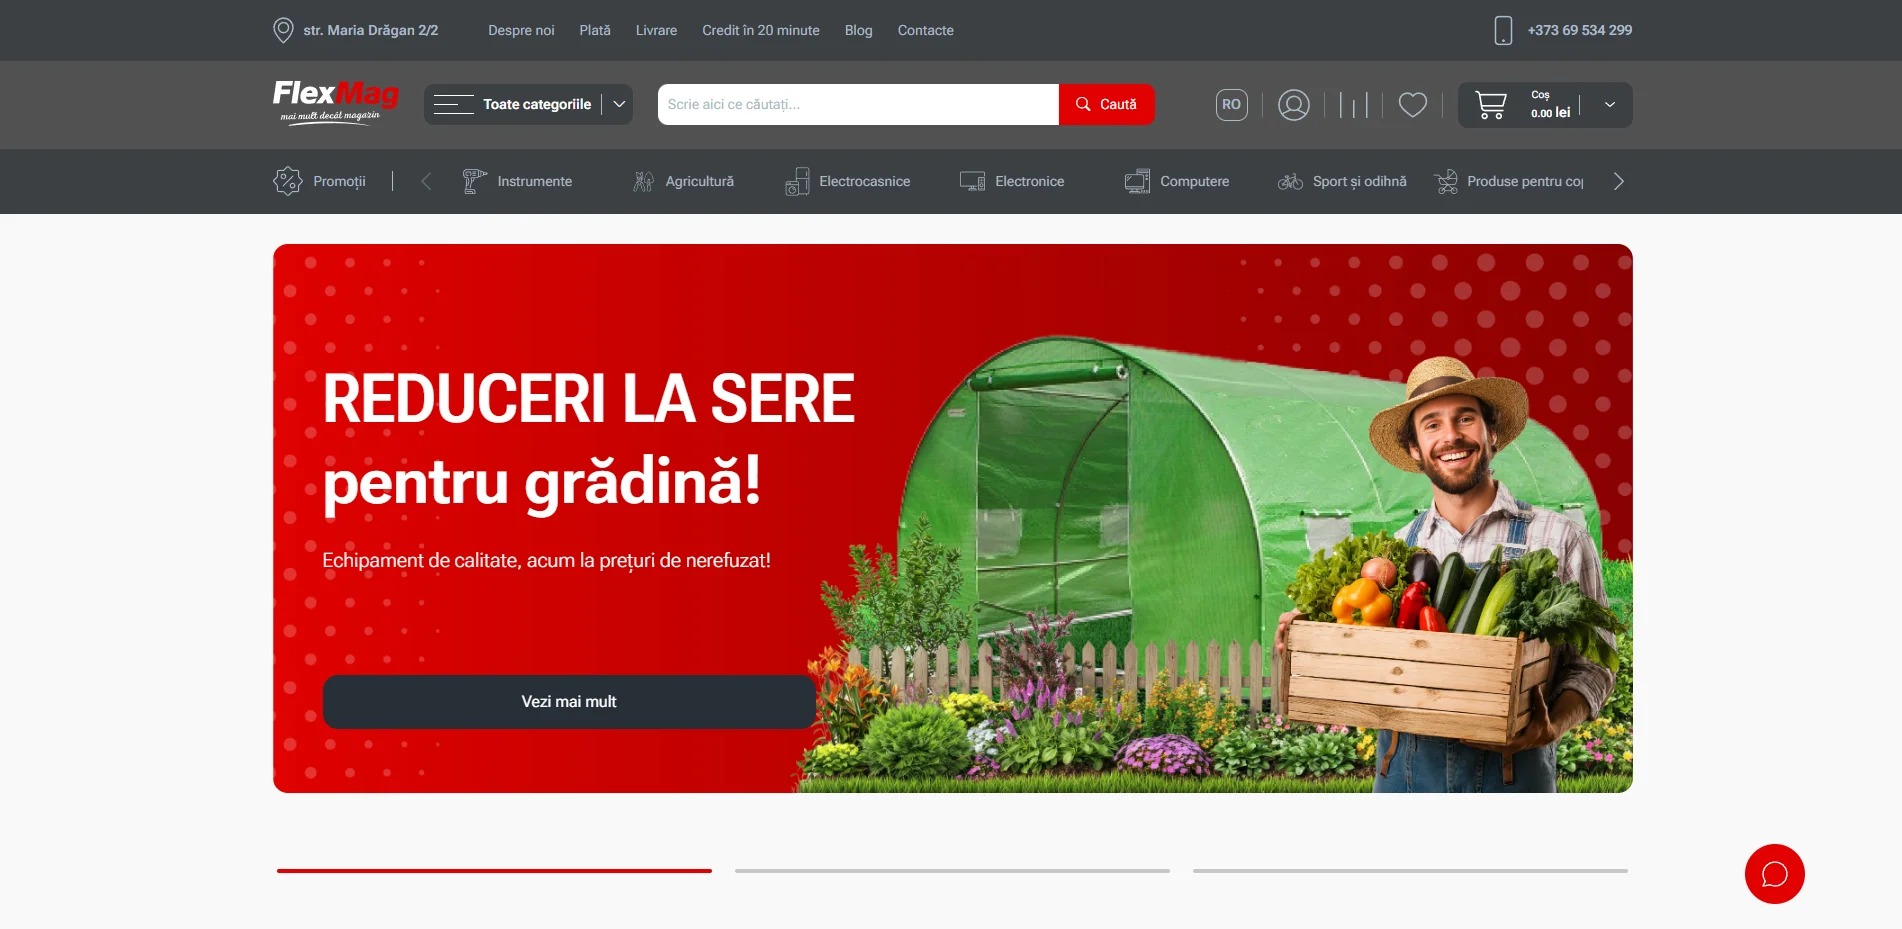 str. Maria Drăgan 2/2
Despre noi
Plată
Livrare
Credit în 20 minute
Blog
Contacte
+373 69 534 299
FlexMag
mai mult decât magazin
Toate categoriile
Scrie aici ce căutați...
Caută
RO
Coș
0.00 lei
Promoții
Instrumente
Agricultură
Electrocasnice
Electronice
Computere
Sport și odihnă
Produse pentru cop
REDUCERI LA SERE
pentru grădină!
Echipament de calitate, acum la prețuri de nerefuzat!
Vezi mai mult